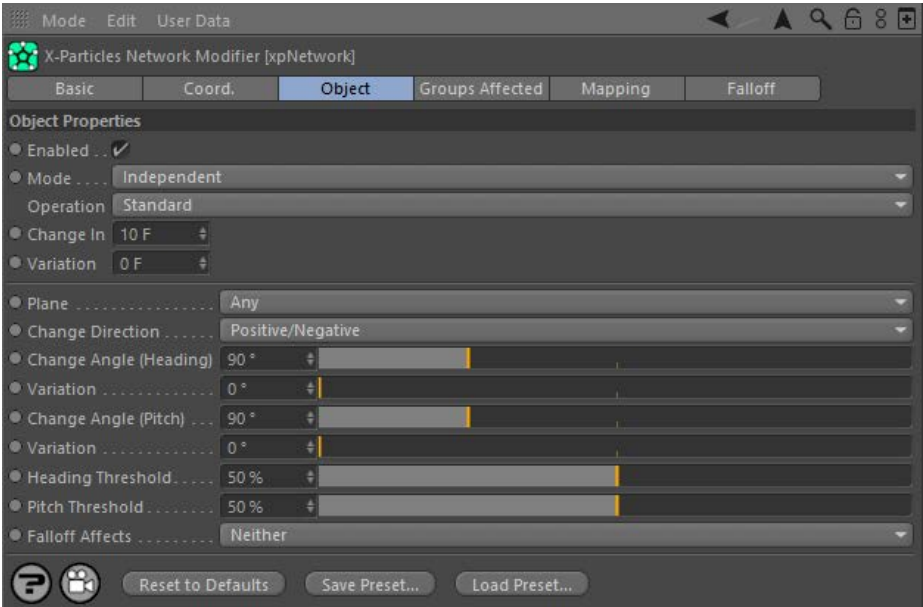 Mode Edit User Data
X-Particles Network Modifier [xpNetwork]
Basic Coord. Object Groups Affected Mapping Falloff
Object Properties
Enabled . . ✓
Mode . . . . Independent
Operation Standard
Change In 10 F
Variation 0 F
Plane . . . . . . . . . . . . . . . . Any
Change Direction . . . . . . Positive/Negative
Change Angle (Heading) 90 °
Variation . . . . . . . . . . . . . 0 °
Change Angle (Pitch) . . . 90 °
Variation . . . . . . . . . . . . . 0 °
Heading Threshold . . . . . 50 %
Pitch Threshold . . . . . . . . 50 %
Falloff Affects . . . . . . . . . Neither
Reset to Defaults Save Preset... Load Preset...